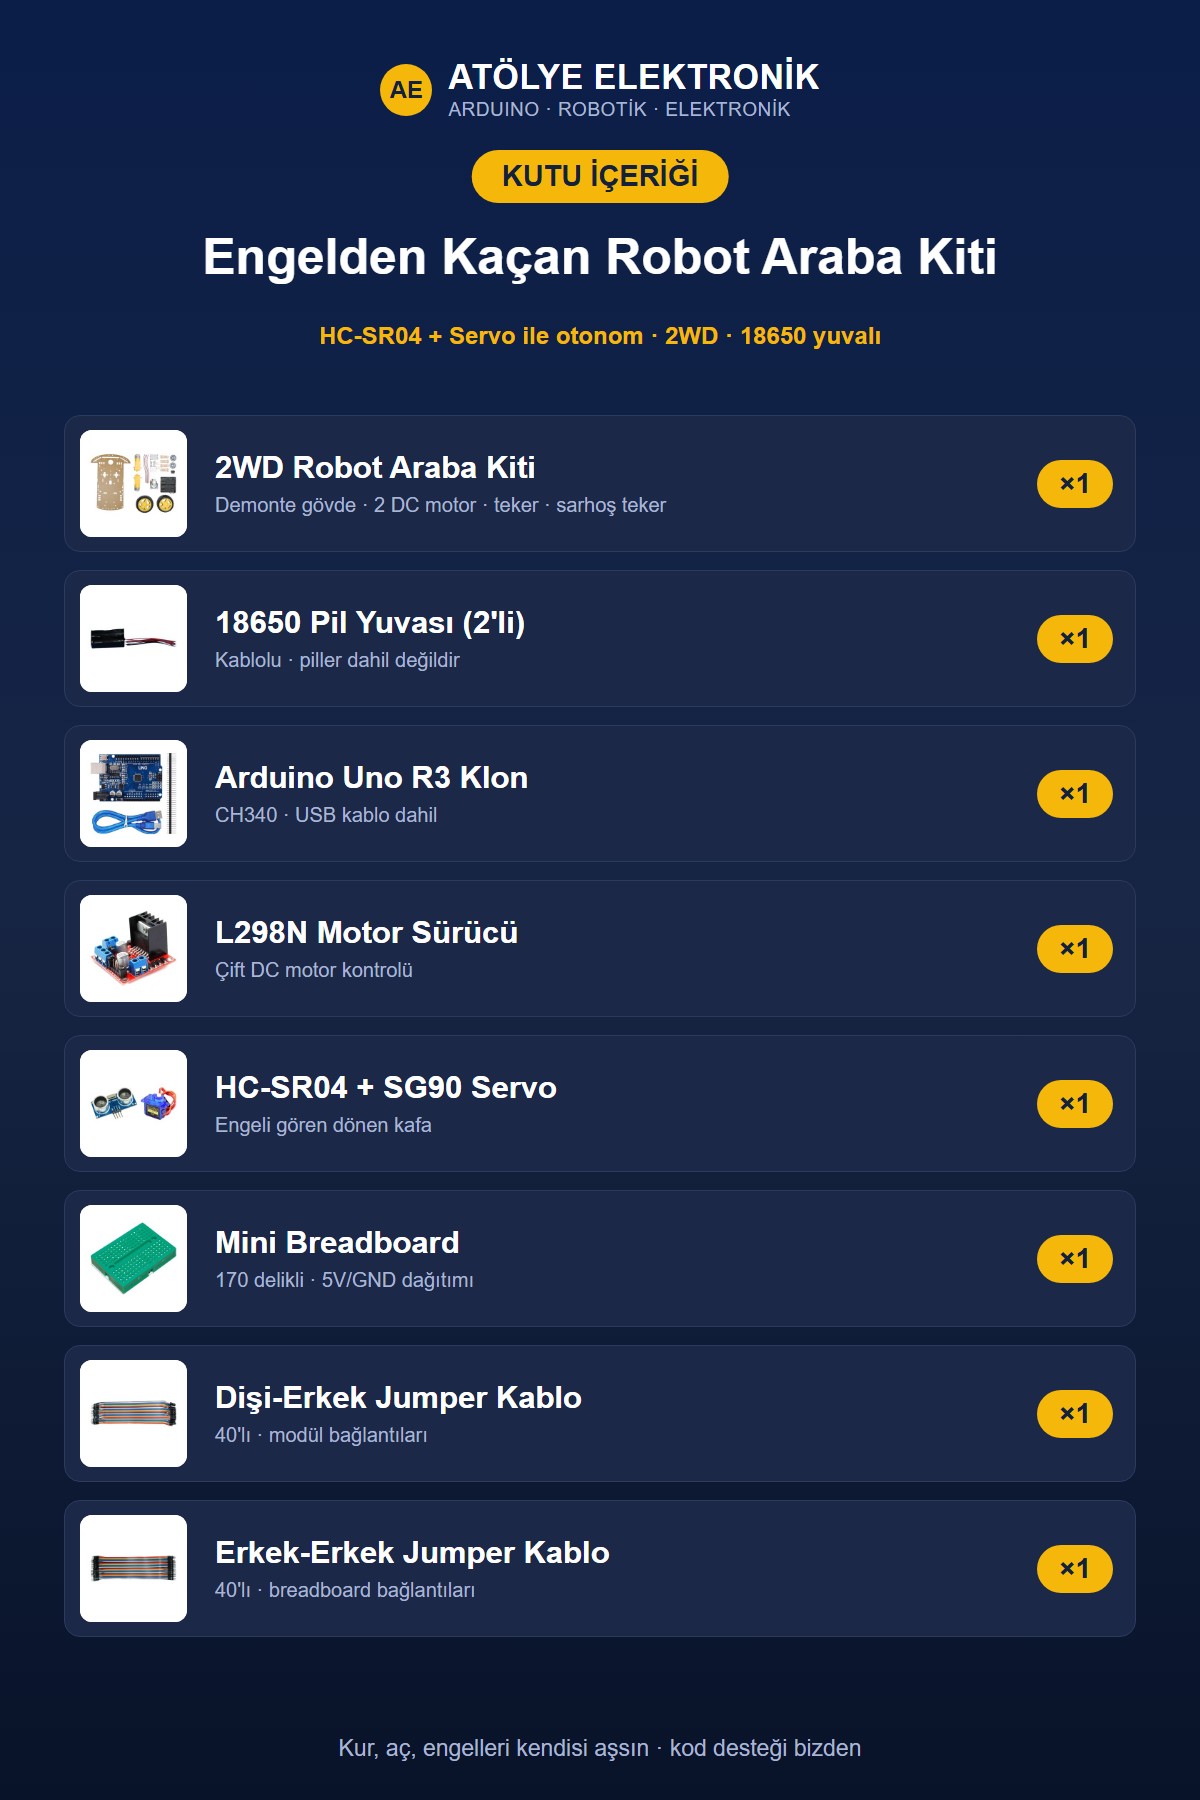 AE
ATÖLYE ELEKTRONİK
ARDUINO · ROBOTİK · ELEKTRONİK
KUTU İÇERİĞİ
Engelden Kaçan Robot Araba Kiti
HC-SR04 + Servo ile otonom · 2WD · 18650 yuvalı
2WD Robot Araba Kiti
Demonte gövde · 2 DC motor · teker · sarhoş teker
×1
18650 Pil Yuvası (2'li)
Kablolu · piller dahil değildir
×1
Arduino Uno R3 Klon
CH340 · USB kablo dahil
×1
L298N Motor Sürücü
Çift DC motor kontrolü
×1
HC-SR04 + SG90 Servo
Engeli gören dönen kafa
×1
Mini Breadboard
170 delikli · 5V/GND dağıtımı
×1
Dişi-Erkek Jumper Kablo
40'lı · modül bağlantıları
×1
Erkek-Erkek Jumper Kablo
40'lı · breadboard bağlantıları
×1
Kur, aç, engelleri kendisi aşsın · kod desteği bizden